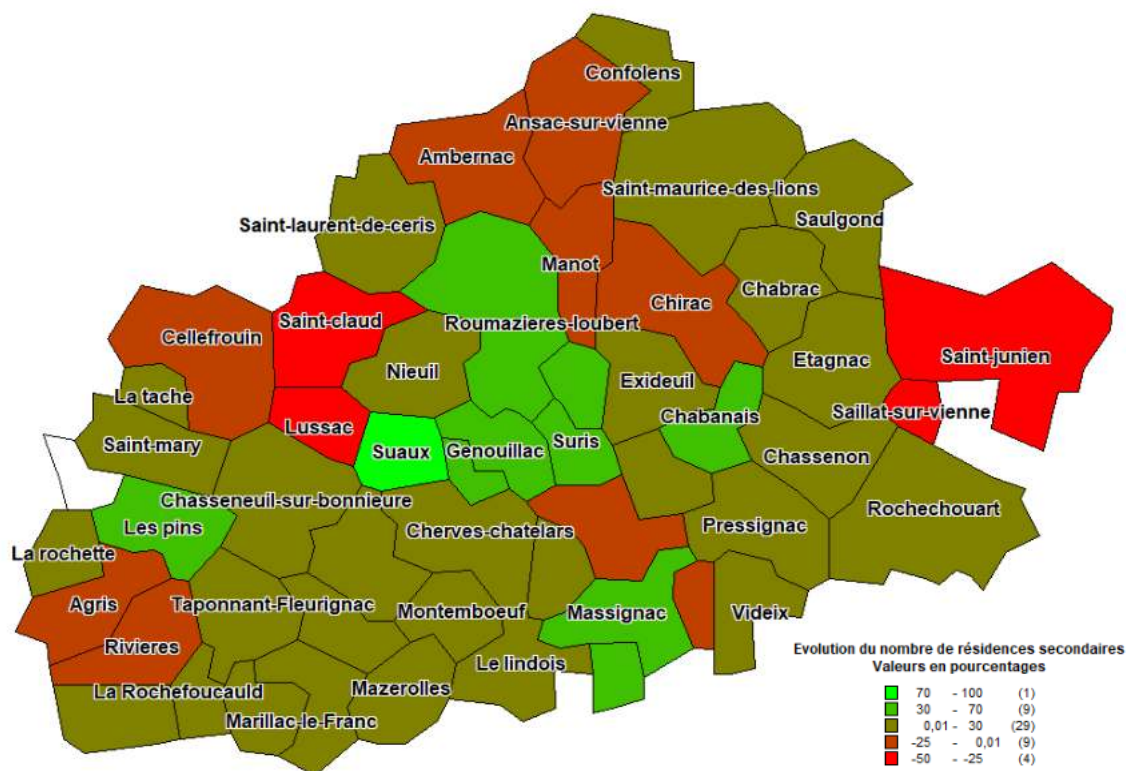 Confolens
Ansac-sur-vienne
Ambernac
Saint-maurice-des-lions
Saint-laurent-de-ceris
Saulgond
Manot
Chabrac
Chirac
Saint-claud
Roumazieres-loubert
Cellefrouin
Saint-junien
Etagnac
Nieuil
Exideuil
La tache
Chabanais
Saillat-sur-vienne
Lussac
Saint-mary
Suaux
Genouillac
Suris
Chassenon
Chasseneuil-sur-bonnieure
Rochechouart
Les pins
Cherves-chatelars
Pressignac
La rochette
Agris
Taponnant-Fleurignac
Montemboeuf
Massignac
Videix
Rivieres
Le lindois
La Rochefoucauld
Mazerolles
Marillac-le-Franc
Evolution du nombre de résidences secondaires
Valeurs en pourcentages
70 - 100 (1)
30 - 70 (9)
0,01 - 30 (29)
-25 - 0,01 (9)
-50 - -25 (4)